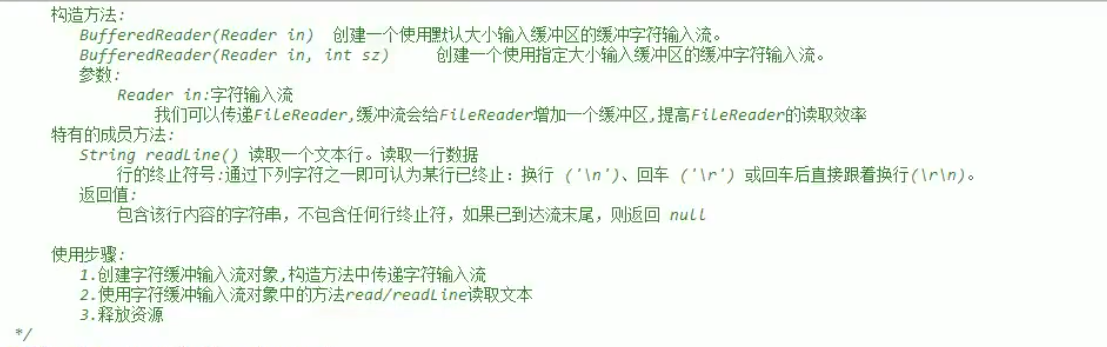 构造方法:
BufferedReader(Reader in) 创建一个使用默认大小输入缓冲区的缓冲字符输入流。
BufferedReader(Reader in, int sz) 创建一个使用指定大小输入缓冲区的缓冲字符输入流。
参数:
Reader in:字符输入流
我们可以传递FileReader,缓冲流会给FileReader增加一个缓冲区,提高FileReader的读取效率
特有的成员方法:
String readLine() 读取一个文本行。读取一行数据
行的终止符号:通过下列字符之一即可认为某行已终止：换行 ('\n')、回车 ('\r') 或回车后直接跟着换行(\r\n)。
返回值:
包含该行内容的字符串，不包含任何行终止符，如果已到达流末尾，则返回 null
使用步骤:
1.创建字符缓冲输入流对象,构造方法中传递字符输入流
2.使用字符缓冲输入流对象中的方法read/readLine读取文本
3.释放资源
*/